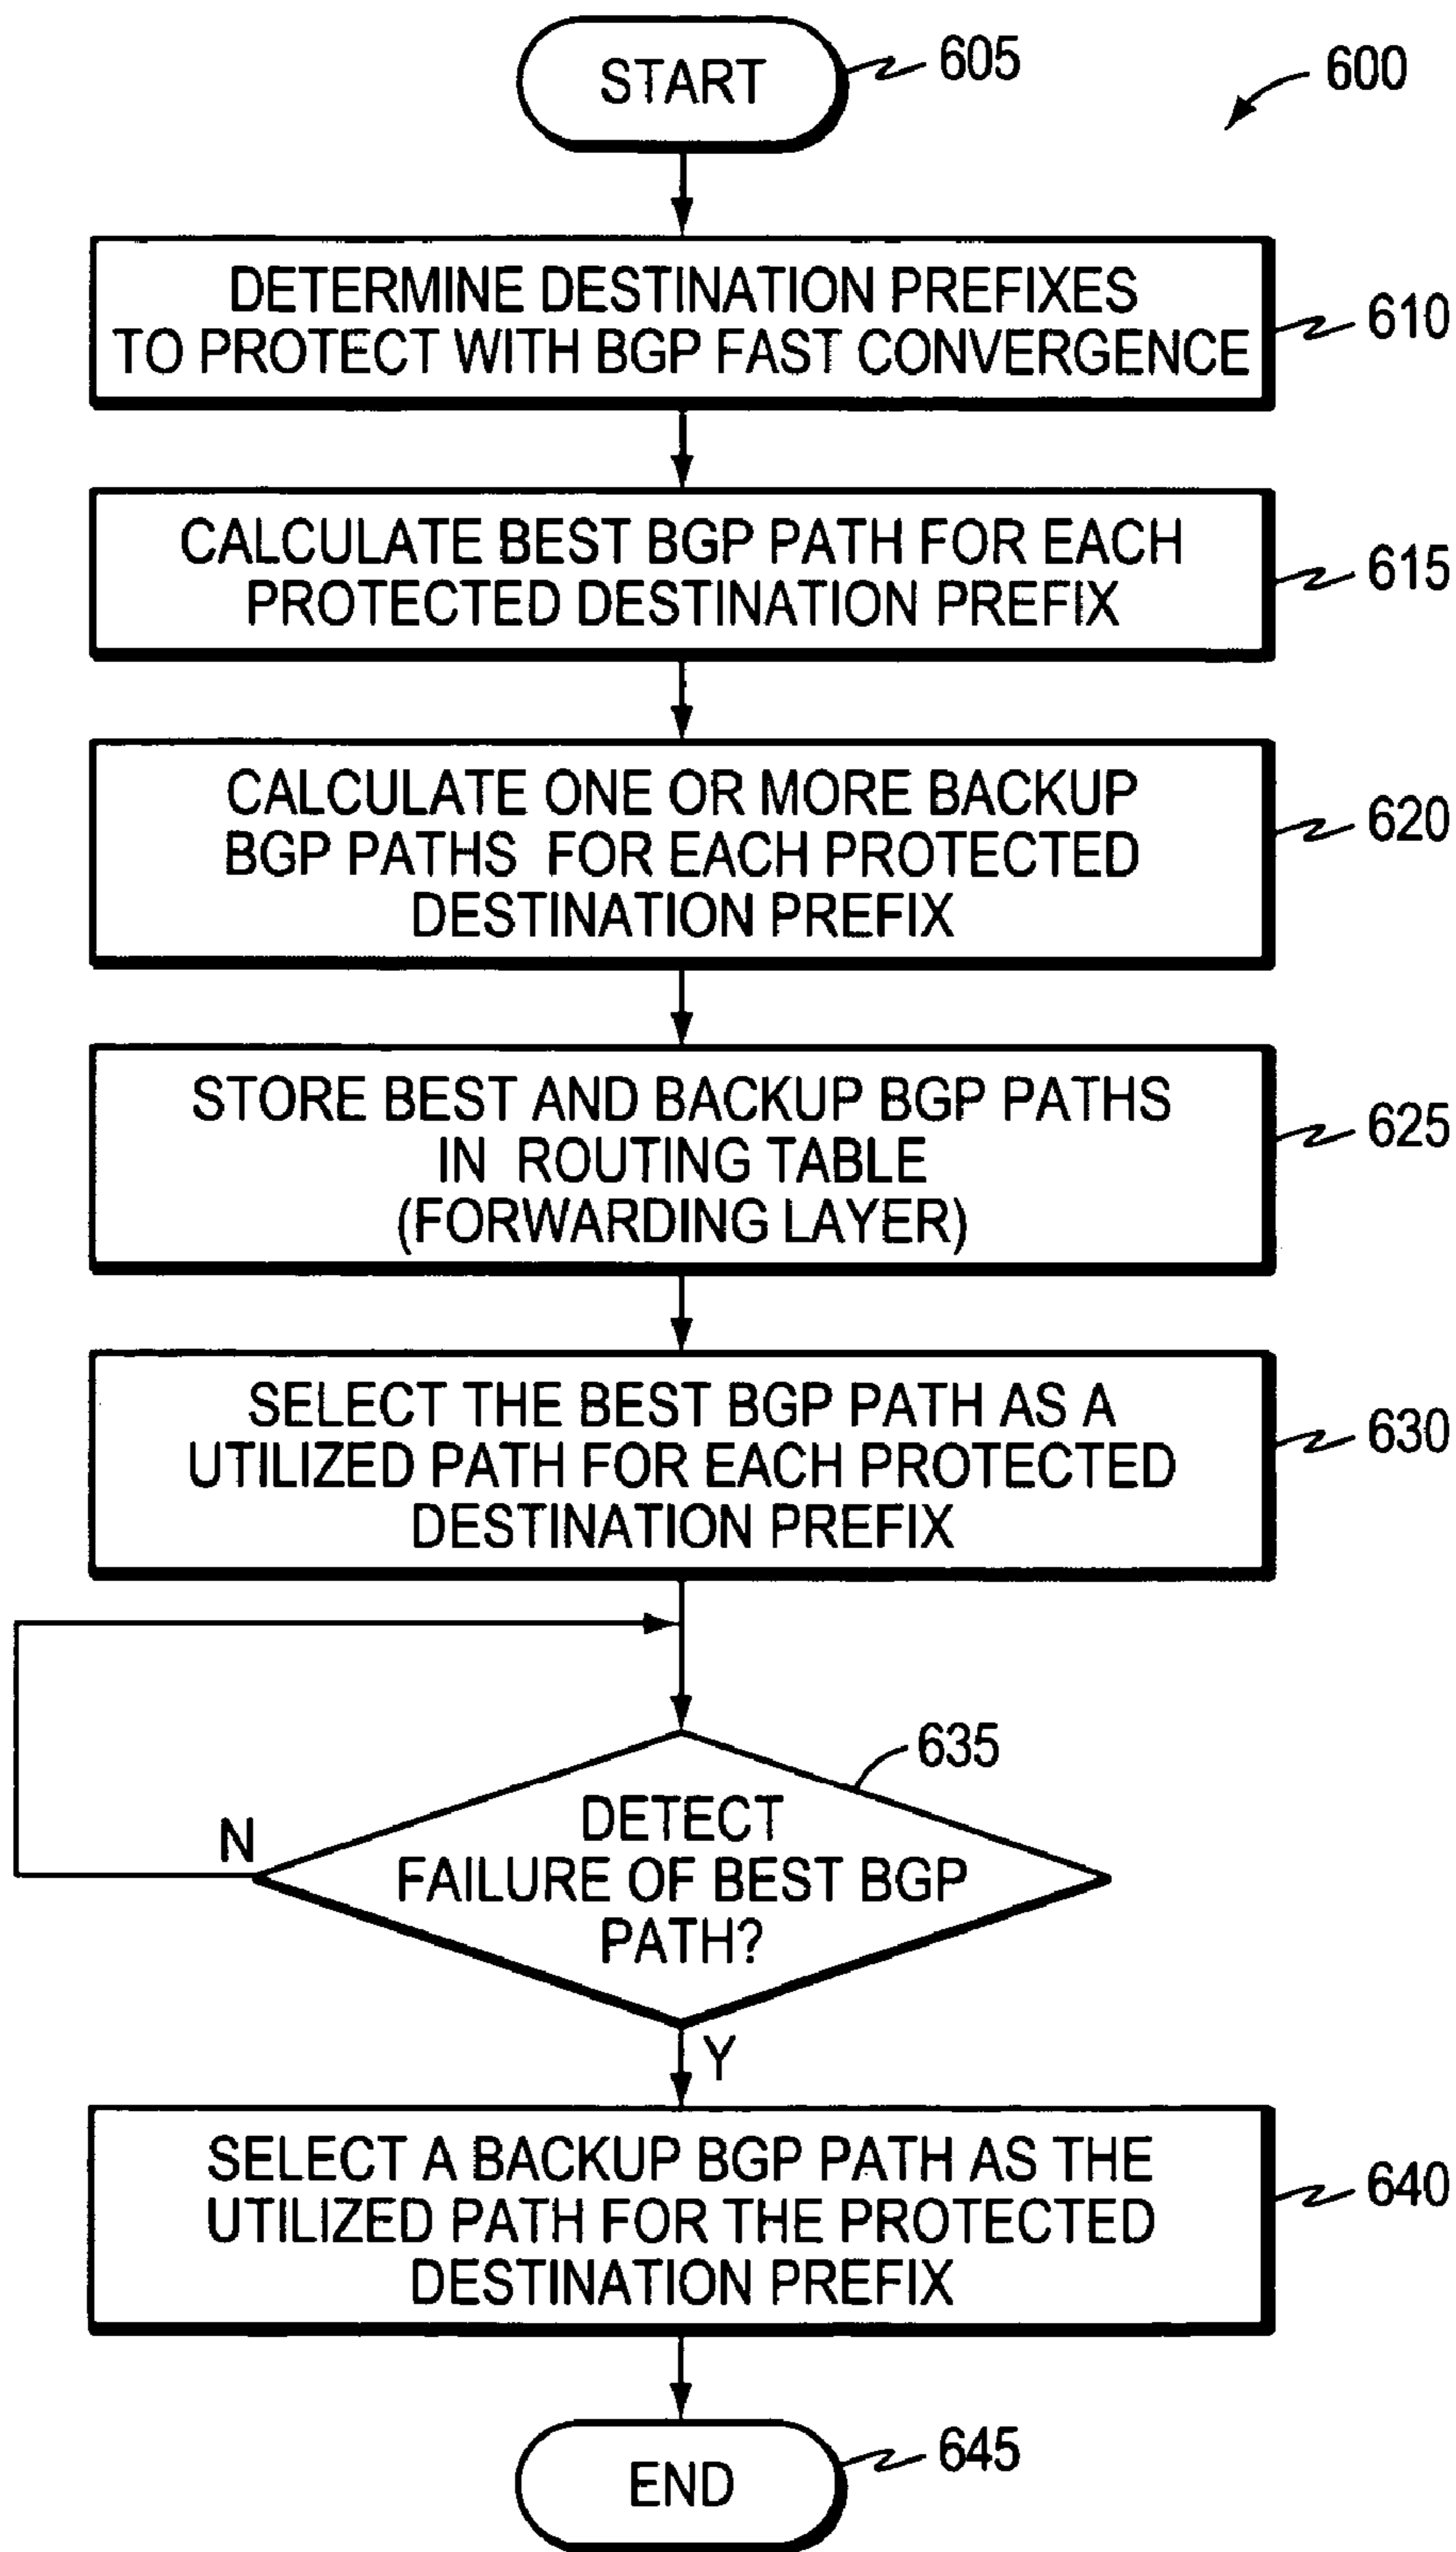 START
605
600
DETERMINE DESTINATION PREFIXES
TO PROTECT WITH BGP FAST CONVERGENCE
610
CALCULATE BEST BGP PATH FOR EACH
PROTECTED DESTINATION PREFIX
615
CALCULATE ONE OR MORE BACKUP
BGP PATHS FOR EACH PROTECTED
DESTINATION PREFIX
620
STORE BEST AND BACKUP BGP PATHS
IN ROUTING TABLE
(FORWARDING LAYER)
625
SELECT THE BEST BGP PATH AS A
UTILIZED PATH FOR EACH PROTECTED
DESTINATION PREFIX
630
635
DETECT
FAILURE OF BEST BGP
PATH?
N
Y
SELECT A BACKUP BGP PATH AS THE
UTILIZED PATH FOR THE PROTECTED
DESTINATION PREFIX
640
END
645